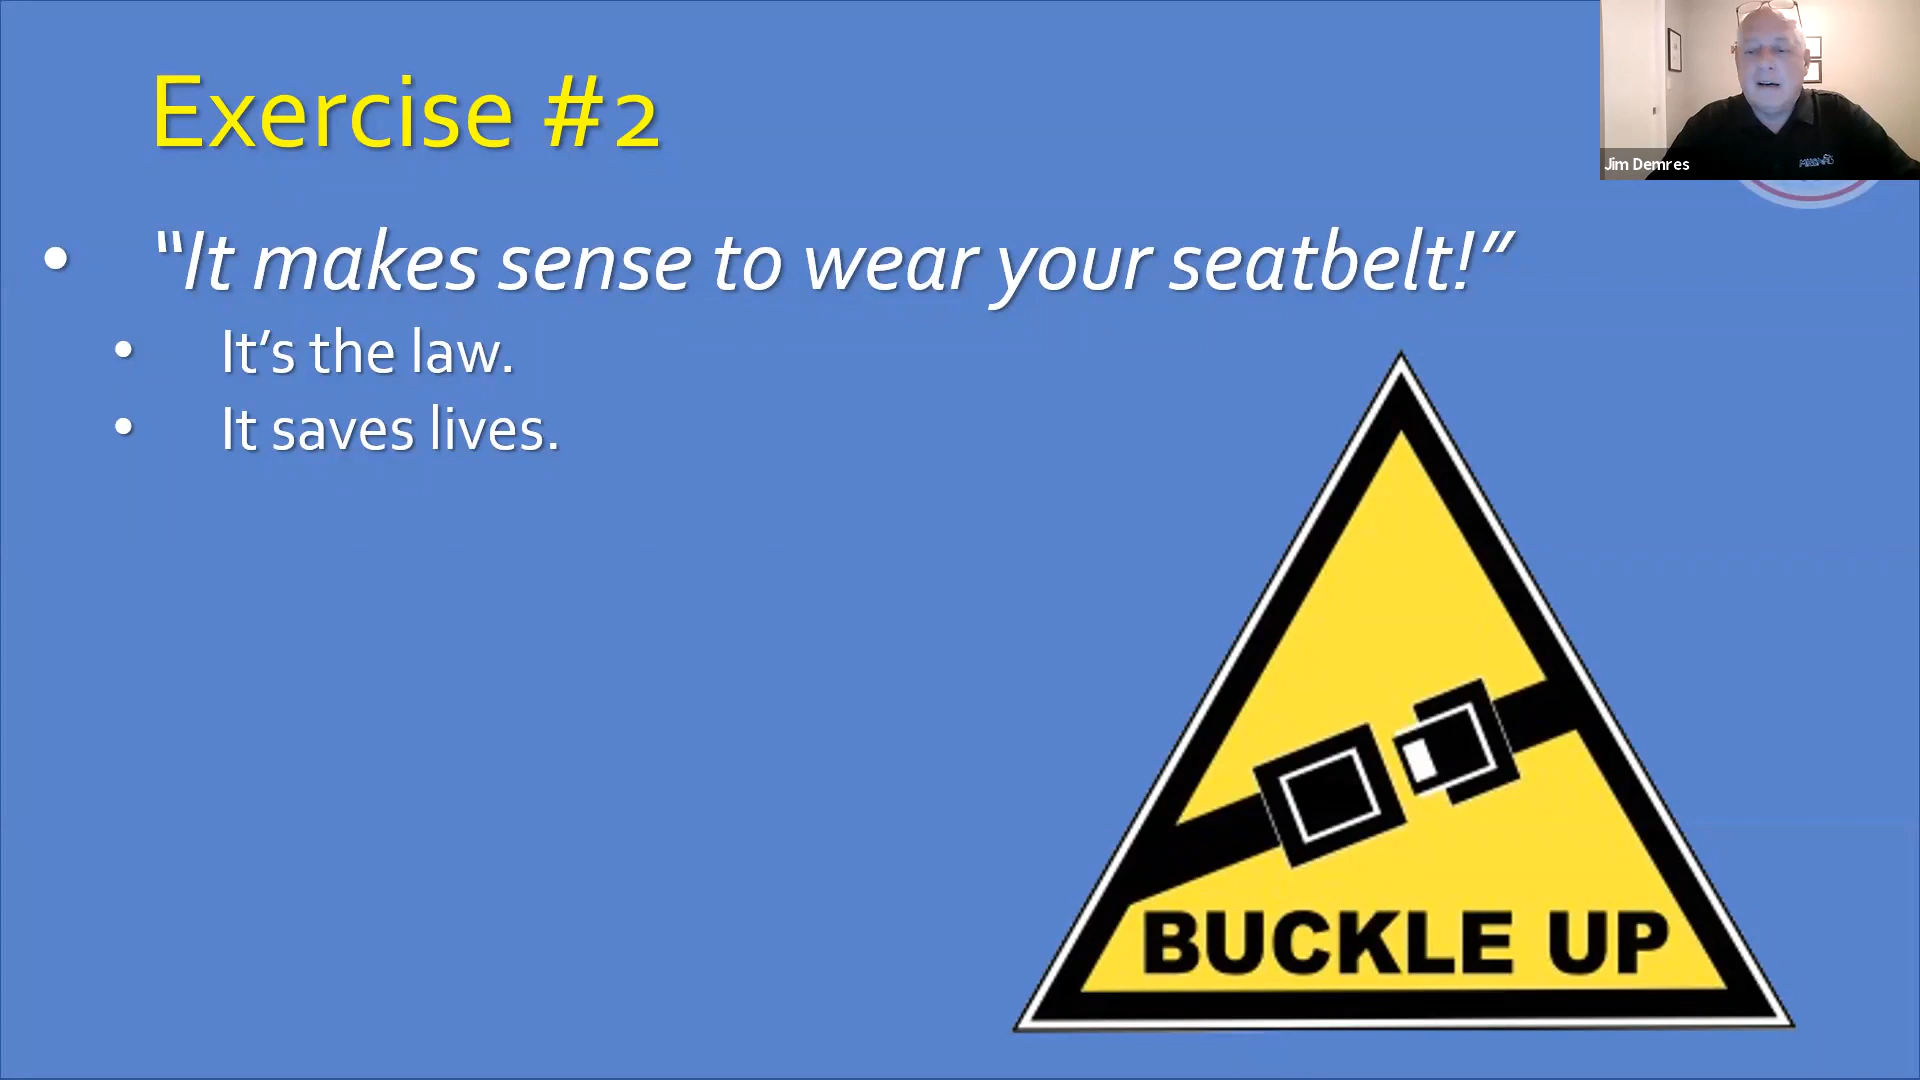 Exercise #2
• “It makes sense to wear your seatbelt!”
• It’s the law.
• It saves lives.
BUCKLE UP
Jim Demres